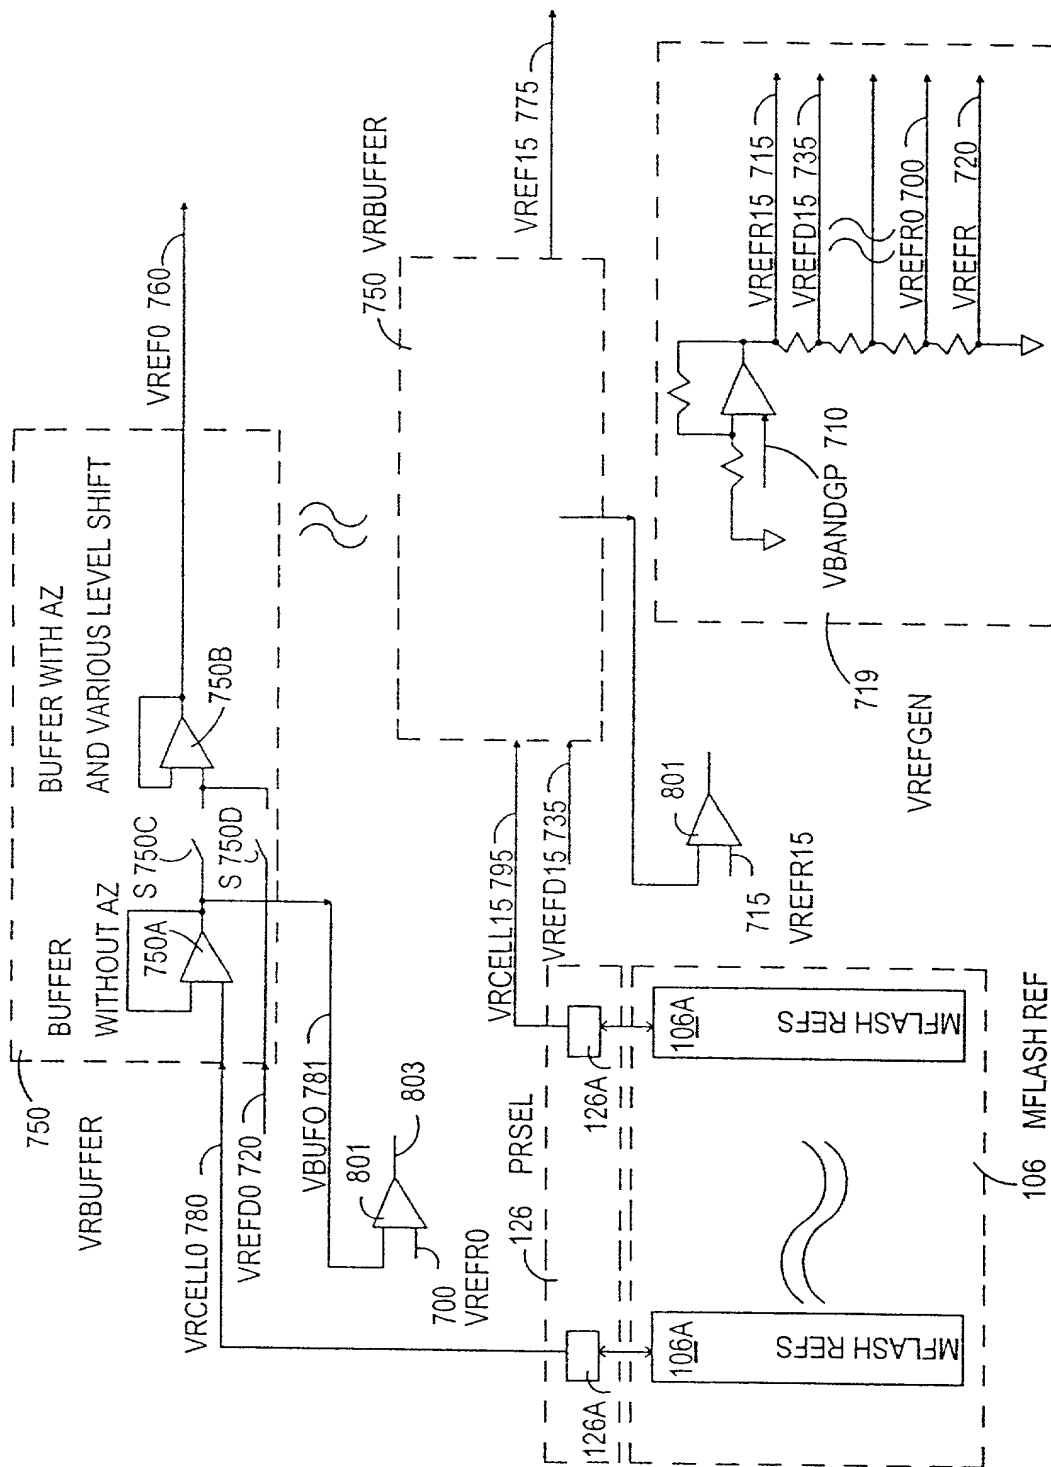 750
VRBUFFER
BUFFER
WITHOUT AZ
750A
S 750C
S 750D
BUFFER WITH AZ
AND VARIOUS LEVEL SHIFT
750B
VREF0 760
VRCELL0 780
VREFD0 720
VBUFO 781
801
803
700
VREFR0
750 VRBUFFER
VREF15 775
VRCELL15 795
VREFD15 735
801
715
VREFR15
126 PRSEL
126A
126A
106A
MFLASH REFS
106A
MFLASH REFS
106 MFLASH REF
719
VREFGEN
VBANDGP 710
VREFR15 715
VREFD15 735
VREFR0 700
VREFR 720